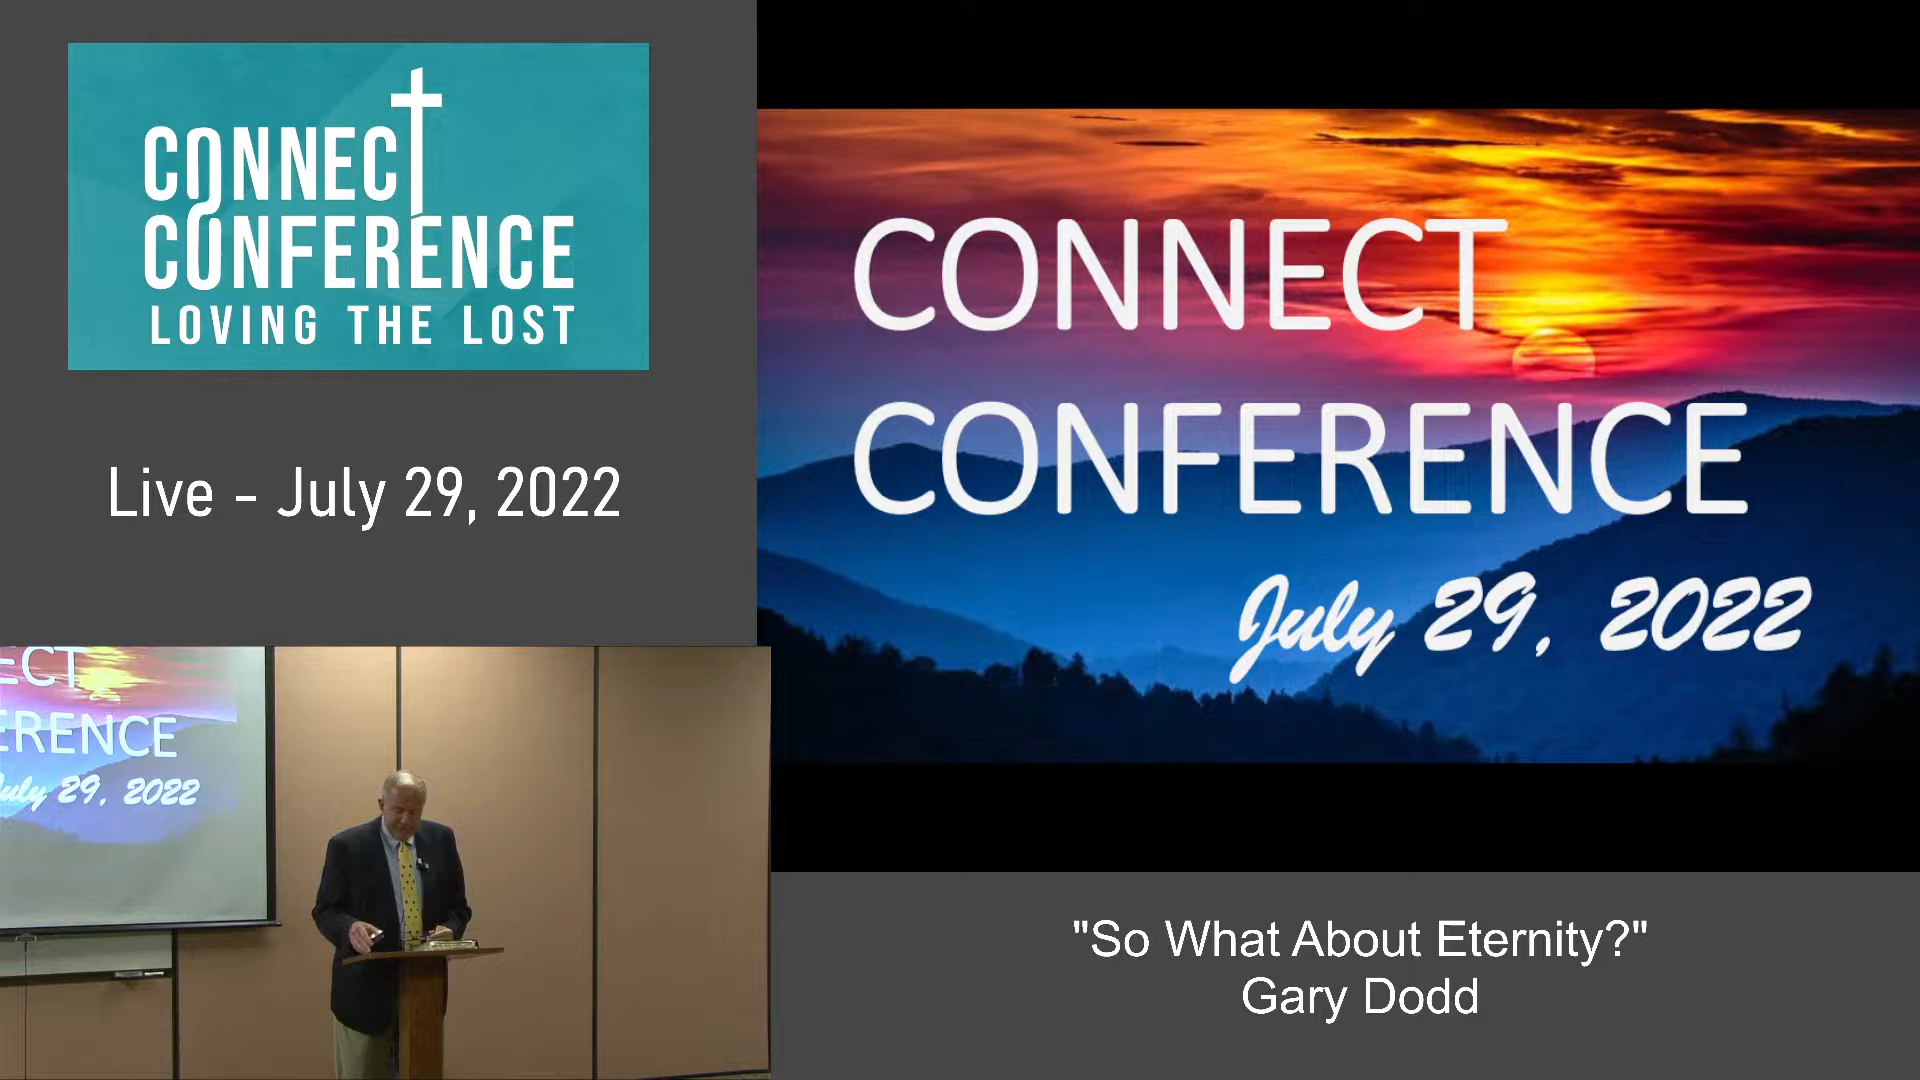 CONNECT
CONFERENCE
LOVING THE LOST
Live - July 29, 2022
CONNECT
CONFERENCE
July 29, 2022
ECT
ERENCE
July 29, 2022
"So What About Eternity?"
Gary Dodd